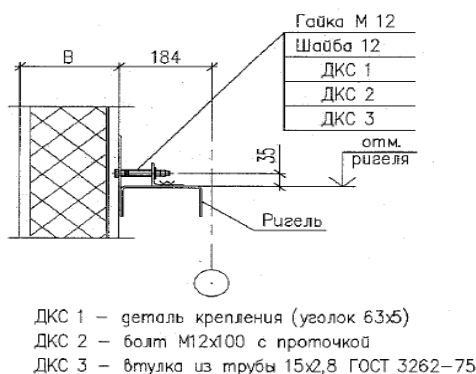 Гайка М 12
Шайба 12
ДКС 1
ДКС 2
ДКС 3
В
184
35
отм.
ригеля
Ригель
ДКС 1 – деталь крепления (уголок 63х5)
ДКС 2 – болт М12х100 с проточкой
ДКС 3 – втулка из трубы 15х2,8 ГОСТ 3262-75